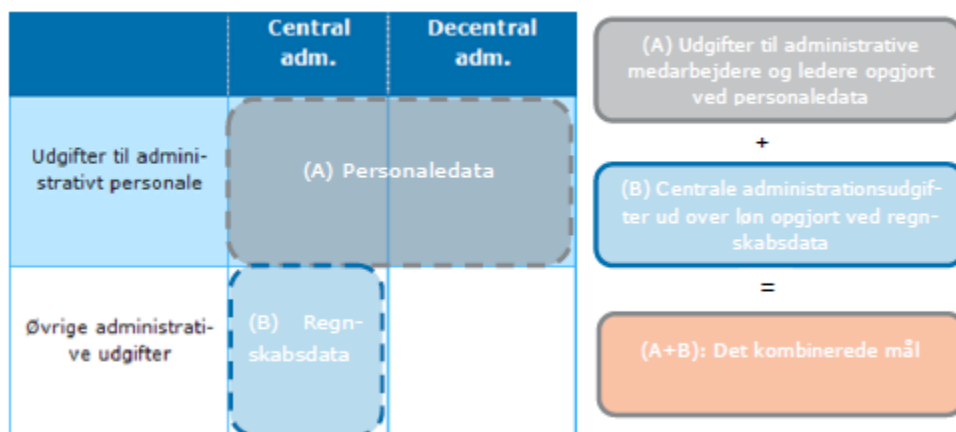 Central
adm.
Decentral
adm.
Udgifter til admini-
strativt personale
(A) Personaledata
Øvrige administrati-
ve udgifter
(B) Regn-
skabsdata
(A) Udgifter til administrative
medarbejdere og ledere opgjort
ved personaledata
+
(B) Centrale administrationsudgif-
ter ud over løn opgjort ved regn-
skabsdata
=
(A+B): Det kombinerede mål